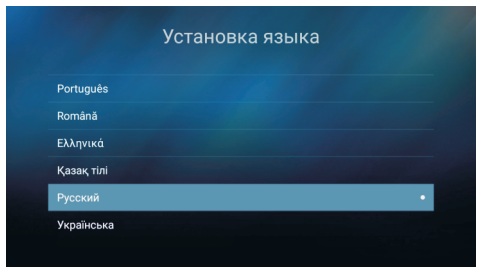 Установка языка
Português
Română
Ελληνικά
Қазақ тілі
Русский
Українська